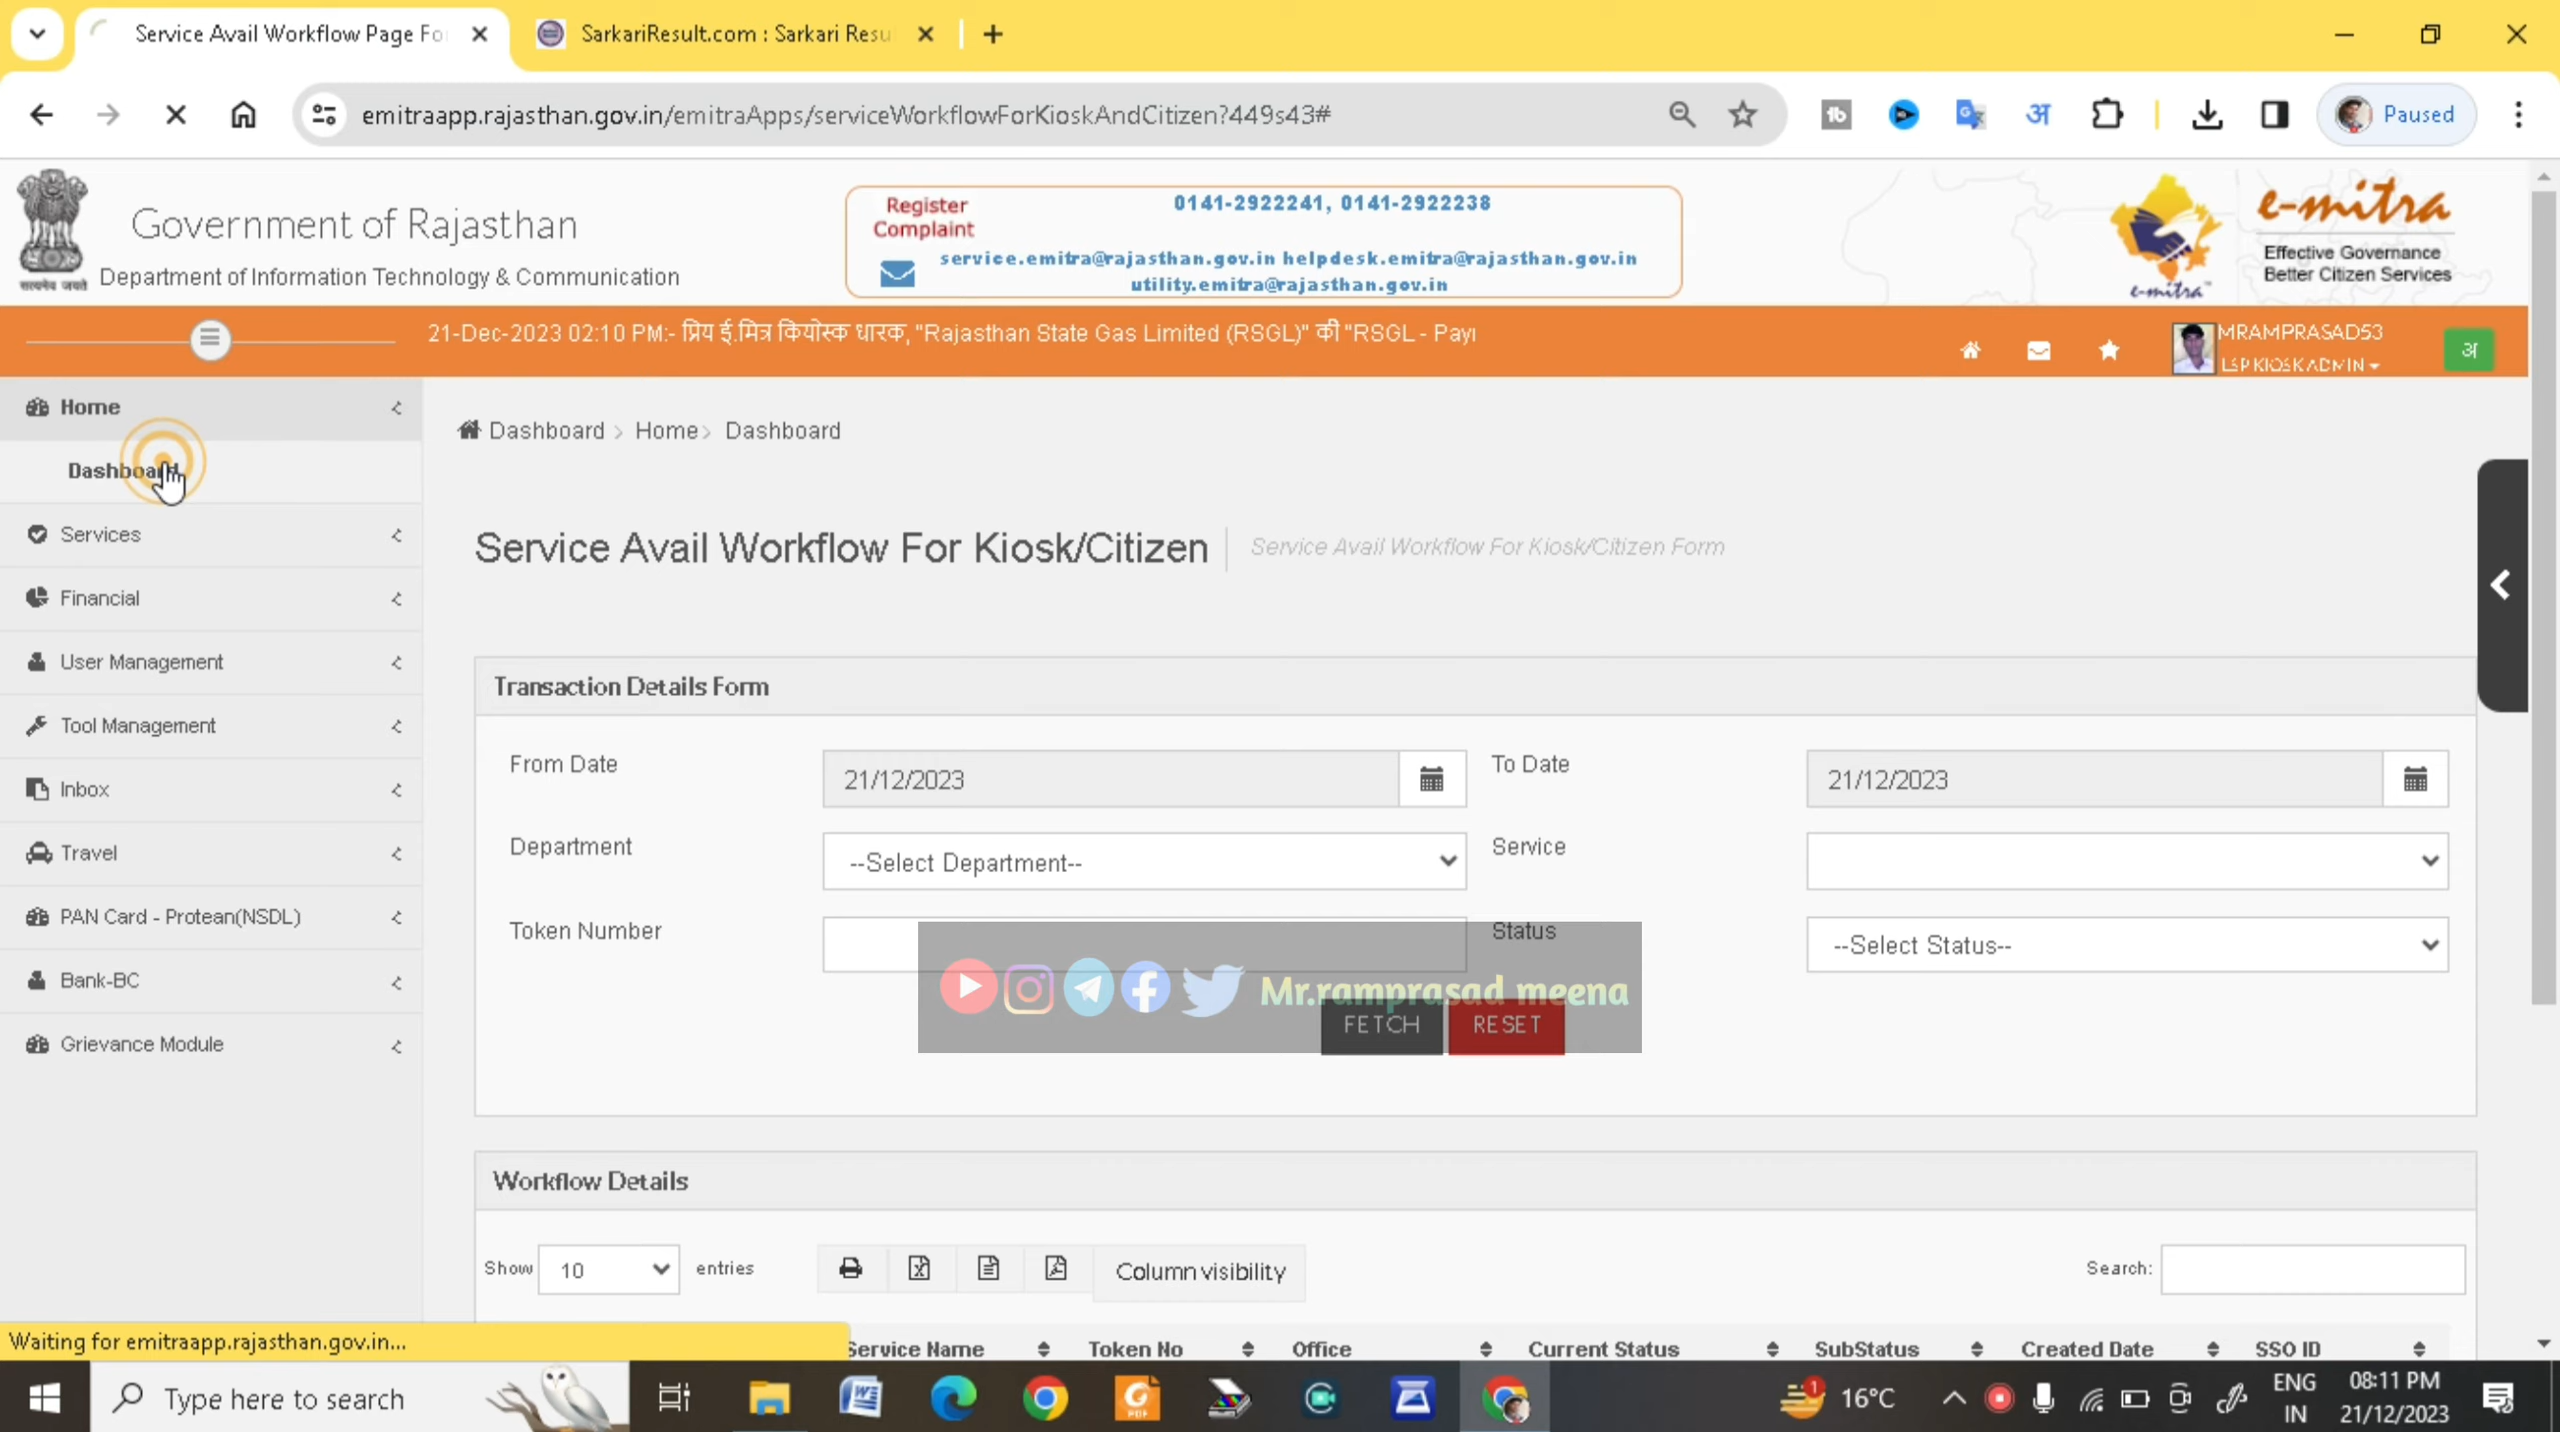 Service Avail Workflow Page Fo
SarkariResult.com : Sarkari Resu
emitraapp.rajasthan.gov.in/emitraApps/serviceWorkflowForKioskAndCitizen?449s43#
Paused
Government of Rajasthan
Department of Information Technology & Communication
सत्यमेव जयते
Register
Complaint
0141-2922241, 0141-2922238
service.emitra@rajasthan.gov.in helpdesk.emitra@rajasthan.gov.in
utility.emitra@rajasthan.gov.in
e-mitra
e-mitra
Effective Governance
Better Citizen Services
21-Dec-2023 02:10 PM:- प्रिय ई.मित्र कियोस्क धारक, "Rajasthan State Gas Limited (RSGL)" की "RSGL - Payı
MRAMPRASAD53
LSP KIOSK ADMIN
अ
Home
Dashboard
Services
Financial
User Management
Tool Management
Inbox
Travel
PAN Card - Protean(NSDL)
Bank-BC
Grievance Module
Dashboard > Home > Dashboard
Service Avail Workflow For Kiosk/Citizen
Service Avail Workflow For Kiosk/Citizen Form
Transaction Details Form
From Date
21/12/2023
To Date
21/12/2023
Department
--Select Department--
Service
Token Number
Status
--Select Status--
Mr.ramprasad meena
FETCH
RESET
Workflow Details
Show 10 entries
Column visibility
Search:
Service Name
Token No
Office
Current Status
SubStatus
Created Date
SSO ID
Waiting for emitraapp.rajasthan.gov.in...
Type here to search
16°C
ENG
IN
08:11 PM
21/12/2023